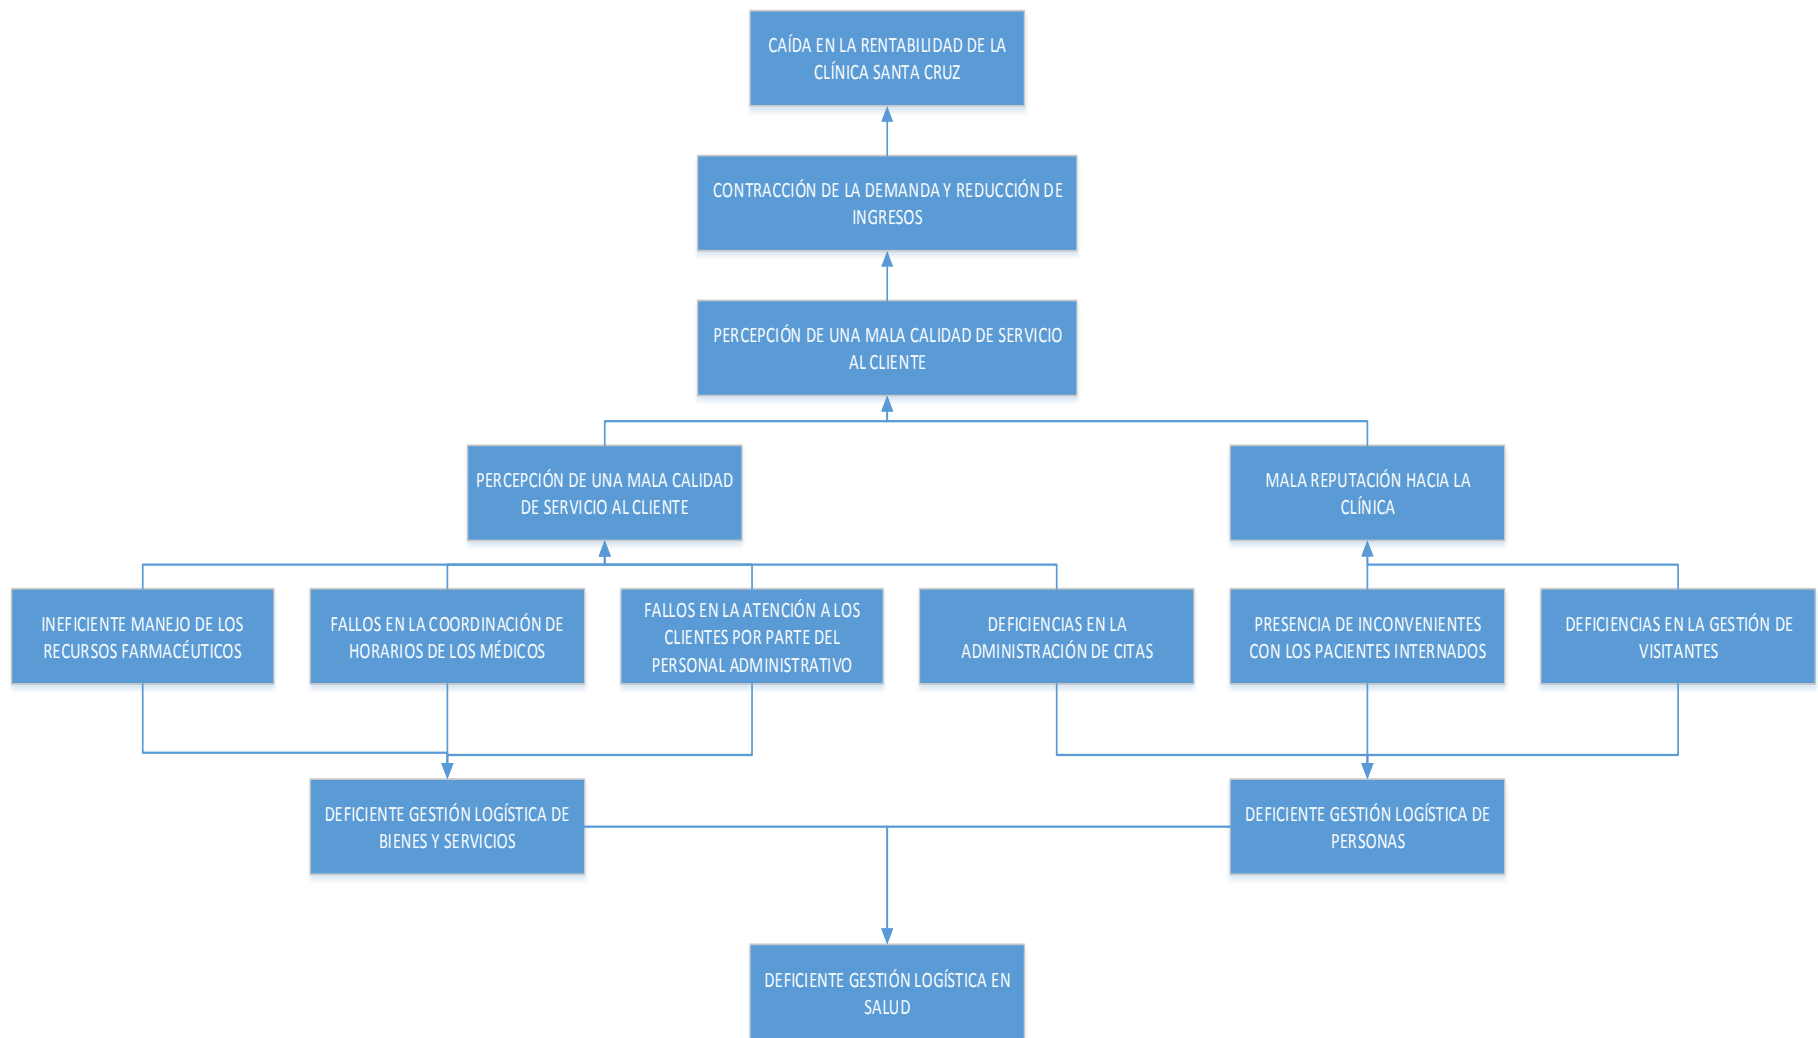 CAÍDA EN LA RENTABILIDAD DE LA
CLÍNICA SANTA CRUZ
CONTRACCIÓN DE LA DEMANDA Y REDUCCIÓN DE
INGRESOS
PERCEPCIÓN DE UNA MALA CALIDAD DE SERVICIO
AL CLIENTE
PERCEPCIÓN DE UNA MALA CALIDAD
DE SERVICIO AL CLIENTE
MALA REPUTACIÓN HACIA LA
CLÍNICA
INEFICIENTE MANEJO DE LOS
RECURSOS FARMACÉUTICOS
FALLOS EN LA COORDINACIÓN DE
HORARIOS DE LOS MÉDICOS
FALLOS EN LA ATENCIÓN A LOS
CLIENTES POR PARTE DEL
PERSONAL ADMINISTRATIVO
DEFICIENCIAS EN LA
ADMINISTRACIÓN DE CITAS
PRESENCIA DE INCONVENIENTES
CON LOS PACIENTES INTERNADOS
DEFICIENCIAS EN LA GESTIÓN DE
VISITANTES
DEFICIENTE GESTIÓN LOGÍSTICA DE
BIENES Y SERVICIOS
DEFICIENTE GESTIÓN LOGÍSTICA DE
PERSONAS
DEFICIENTE GESTIÓN LOGÍSTICA EN
SALUD